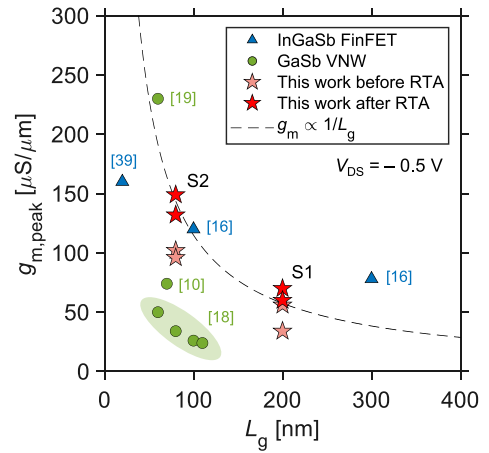 300
250
200
150
100
50
0
0
100
200
300
400
g_m,peak [μS/μm]
L_g [nm]
InGaSb FinFET
GaSb VNW
This work before RTA
This work after RTA
g_m ∝ 1/L_g
V_DS = − 0.5 V
[19]
[39]
S2
[16]
[10]
[18]
S1
[16]